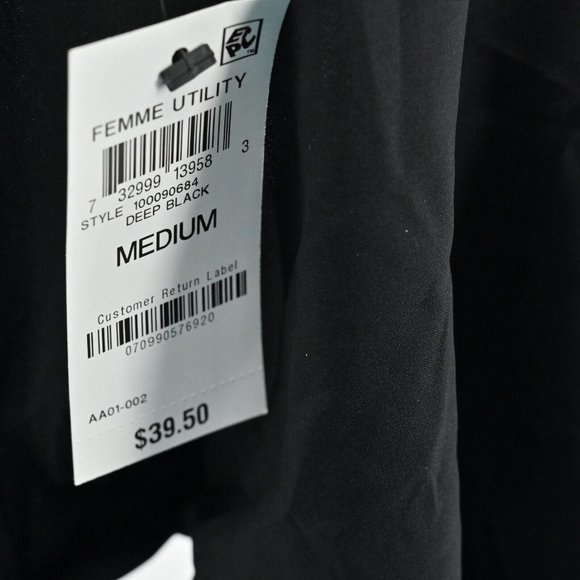 EPC™
FEMME UTILITY
7 32999 13958 3
STYLE 100090684
DEEP BLACK
MEDIUM
Customer Return Label
070990576920
AA01-002
$39.50